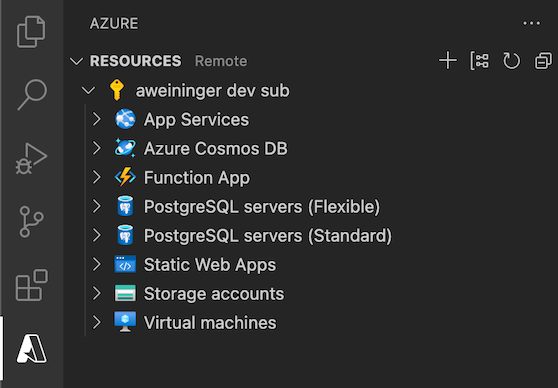 AZURE
RESOURCES Remote
aweininger dev sub
App Services
Azure Cosmos DB
Function App
PostgreSQL servers (Flexible)
PostgreSQL servers (Standard)
Static Web Apps
Storage accounts
Virtual machines